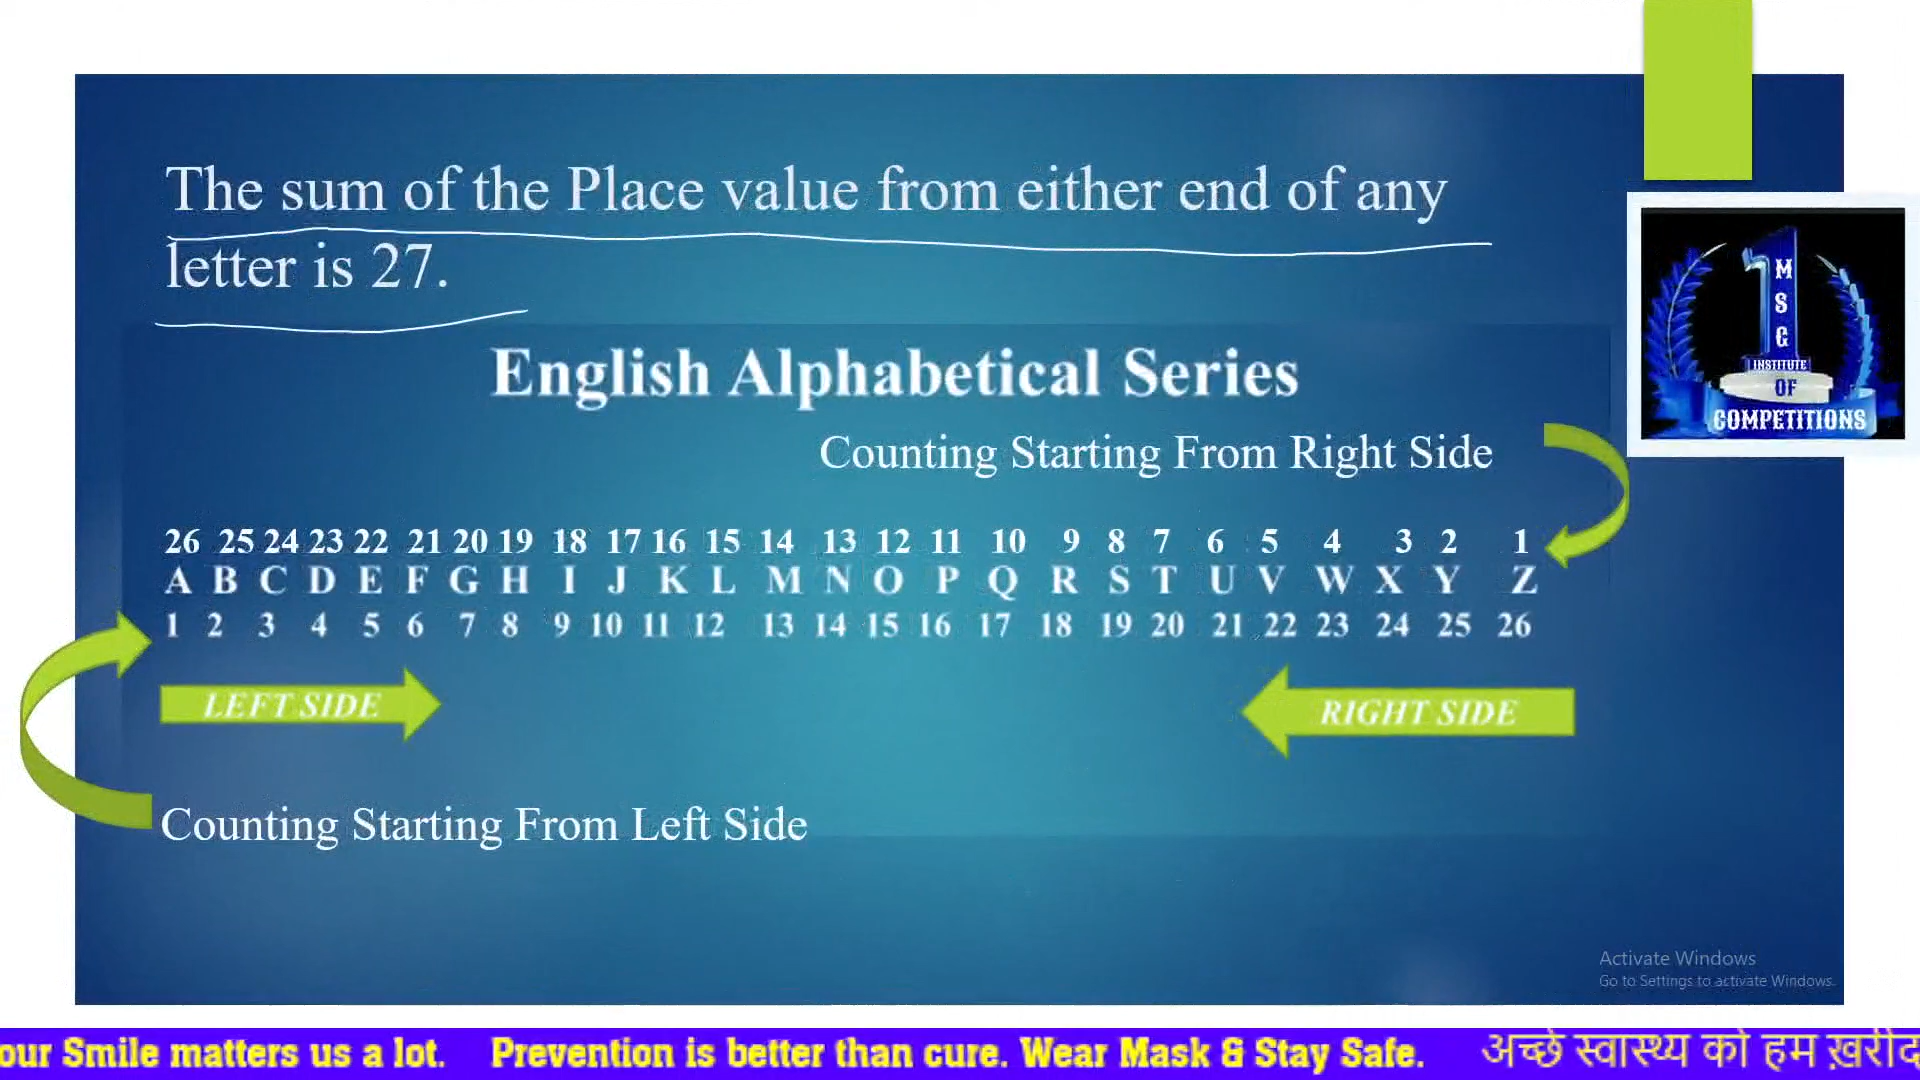 The sum of the Place value from either end of any
letter is 27.
English Alphabetical Series
Counting Starting From Right Side
26 25 24 23 22 21 20 19 18 17 16 15 14 13 12 11 10 9 8 7 6 5 4 3 2 1
A B C D E F G H I J K L M N O P Q R S T U V W X Y Z
1 2 3 4 5 6 7 8 9 10 11 12 13 14 15 16 17 18 19 20 21 22 23 24 25 26
LEFT SIDE
RIGHT SIDE
Counting Starting From Left Side
1
M
S
G
INSTITUTE
OF
COMPETITIONS
Activate Windows
Go to Settings to activate Windows.
our Smile matters us a lot. Prevention is better than cure. Wear Mask & Stay Safe. अच्छे स्वास्थ्य को हम ख़रीद